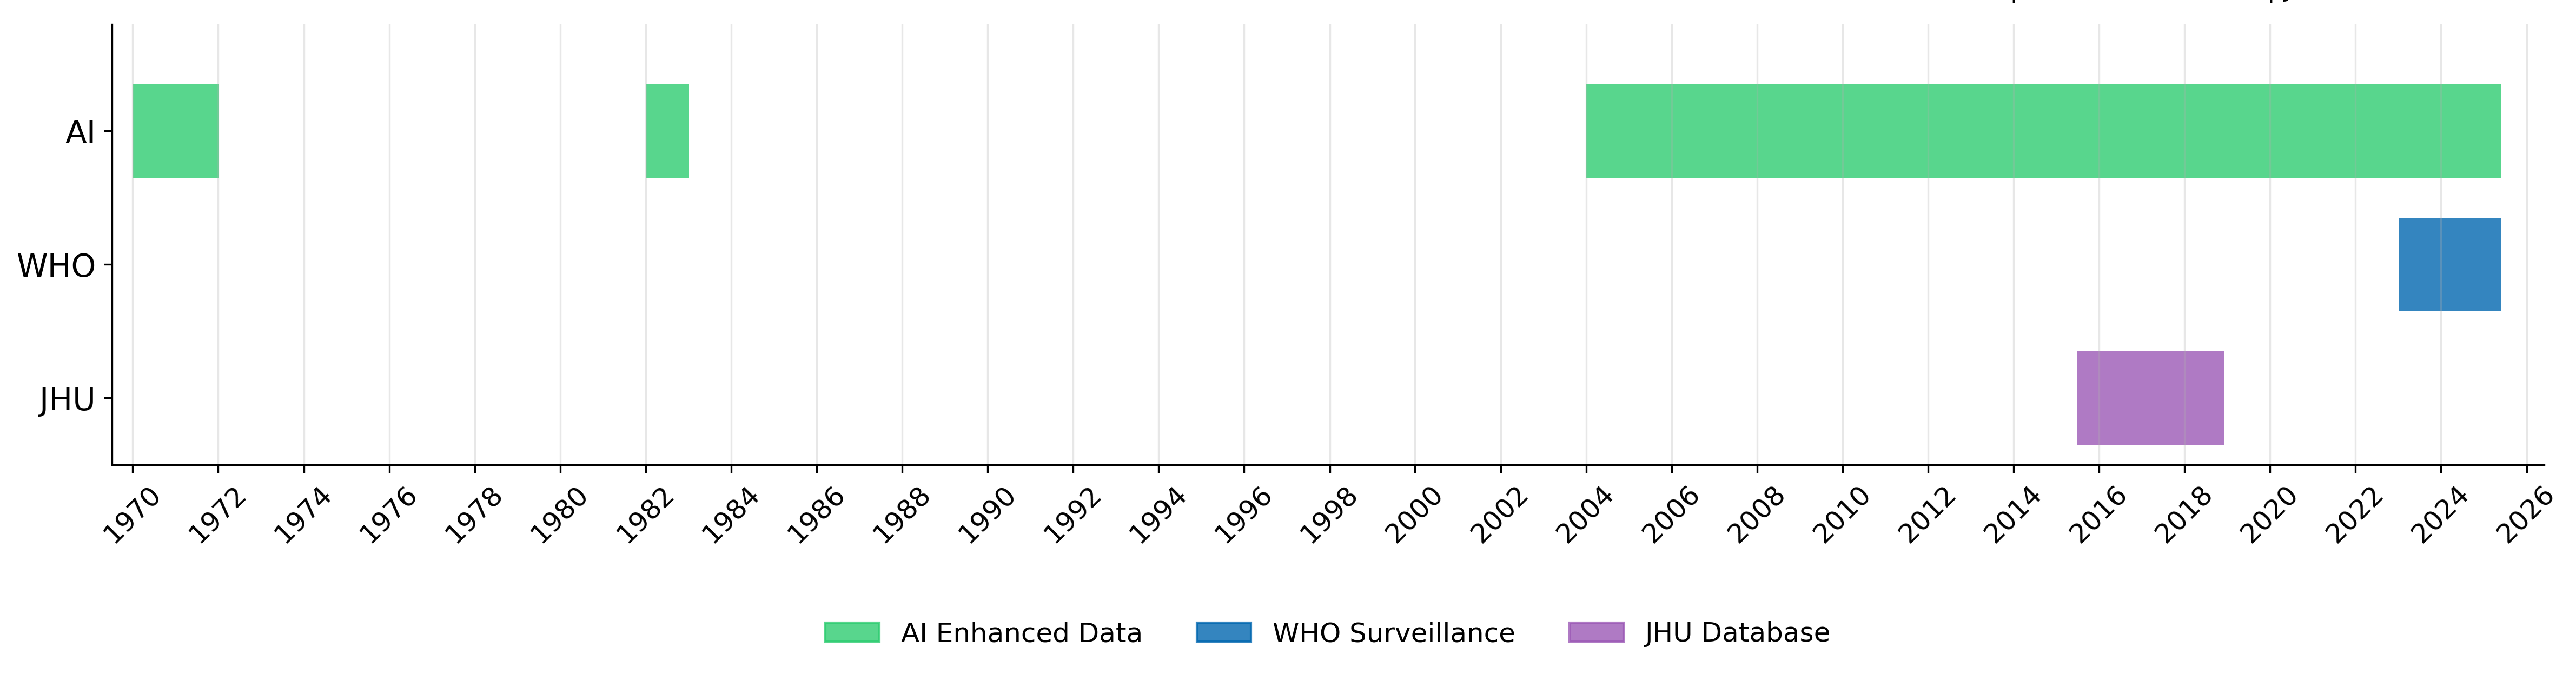 AI
WHO
JHU
1970 1972 1974 1976 1978 1980 1982 1984 1986 1988 1990 1992 1994 1996 1998 2000 2002 2004 2006 2008 2010 2012 2014 2016 2018 2020 2022 2024 2026
AI Enhanced Data WHO Surveillance JHU Database